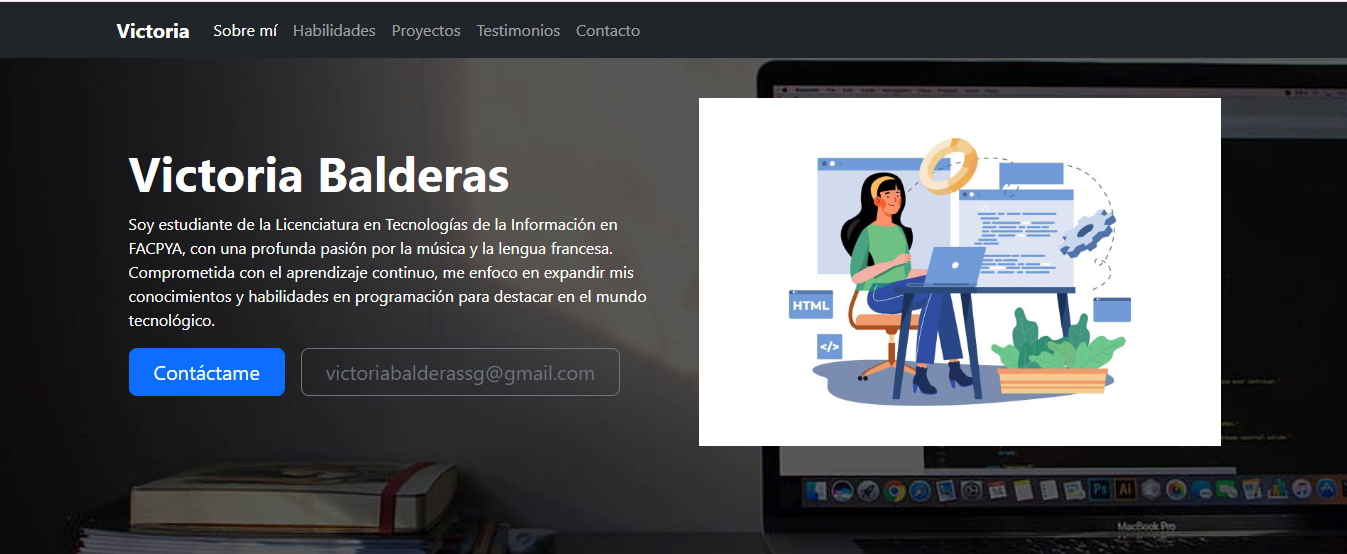 Victoria Sobre mí Habilidades Proyectos Testimonios Contacto
Victoria Balderas
Soy estudiante de la Licenciatura en Tecnologías de la Información en
FACPYA, con una profunda pasión por la música y la lengua francesa.
Comprometida con el aprendizaje continuo, me enfoco en expandir mis
conocimientos y habilidades en programación para destacar en el mundo
tecnológico.
Contáctame victoriabalderassg@gmail.com
HTML
</>
Ps Ai
MacBook Pro